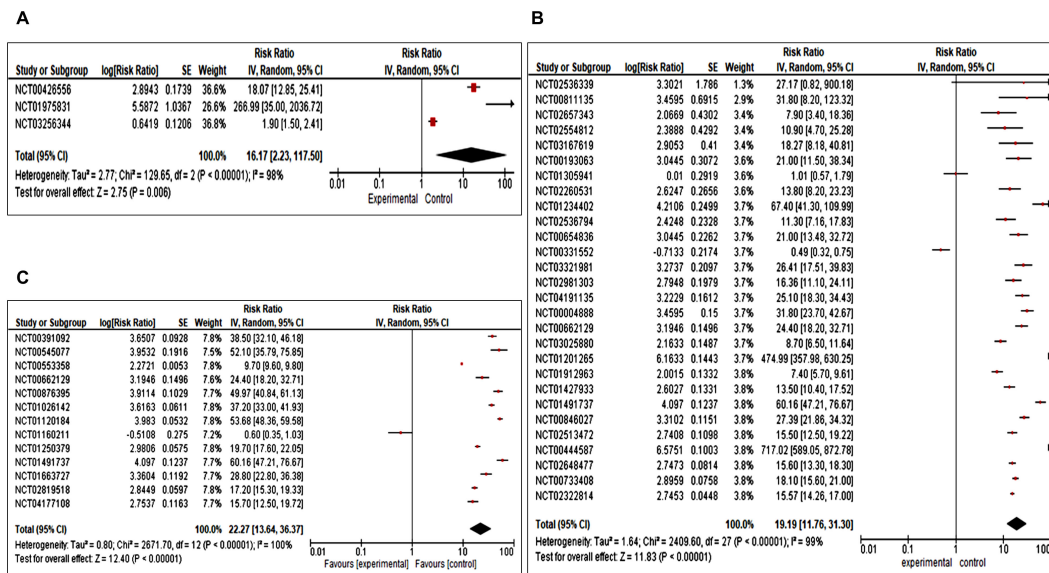 A
Risk Ratio Risk Ratio
Study or Subgroup log[Risk Ratio] SE Weight IV, Random, 95% CI IV, Random, 95% CI
NCT00426556 2.8943 0.1739 36.6% 18.07 [12.85, 25.41]
NCT01975831 5.5872 1.0367 26.6% 266.99 [35.00, 2036.72]
NCT03256344 0.6419 0.1206 36.8% 1.90 [1.50, 2.41]
Total (95% CI) 100.0% 16.17 [2.23, 117.50]
Heterogeneity: Tau² = 2.77; Chi² = 129.65, df = 2 (P < 0.00001); I² = 98%
Test for overall effect: Z = 2.75 (P = 0.006)
0.01 0.1 1 10 100
Experimental Control
B
Risk Ratio Risk Ratio
Study or Subgroup log[Risk Ratio] SE Weight IV, Random, 95% CI IV, Random, 95% CI
NCT02536339 3.3021 1.786 1.3% 27.17 [0.82, 900.18]
NCT00811135 3.4595 0.6915 2.9% 31.80 [8.20, 123.32]
NCT02657343 2.0669 0.4302 3.4% 7.90 [3.40, 18.36]
NCT02554812 2.3888 0.4292 3.4% 10.90 [4.70, 25.28]
NCT03167619 2.9053 0.41 3.4% 18.27 [8.18, 40.81]
NCT00193063 3.0445 0.3072 3.6% 21.00 [11.50, 38.34]
NCT01305941 0.01 0.2919 3.6% 1.01 [0.57, 1.79]
NCT02260531 2.6247 0.2656 3.7% 13.80 [8.20, 23.23]
NCT01234402 4.2106 0.2499 3.7% 67.40 [41.30, 109.99]
NCT02536794 2.4248 0.2328 3.7% 11.30 [7.16, 17.83]
NCT00654836 3.0445 0.2262 3.7% 21.00 [13.48, 32.72]
NCT00331552 -0.7133 0.2174 3.7% 0.49 [0.32, 0.75]
NCT03321981 3.2737 0.2097 3.7% 26.41 [17.51, 39.83]
NCT02981303 2.7948 0.1979 3.7% 16.36 [11.10, 24.11]
NCT04191135 3.2229 0.1612 3.7% 25.10 [18.30, 34.43]
NCT00004888 3.4595 0.15 3.7% 31.80 [23.70, 42.67]
NCT00662129 3.1946 0.1496 3.7% 24.40 [18.20, 32.71]
NCT03025880 2.1633 0.1487 3.7% 8.70 [6.50, 11.64]
NCT01201265 6.1633 0.1443 3.7% 474.99 [357.98, 630.25]
NCT01912963 2.0015 0.1332 3.7% 7.40 [5.70, 9.61]
NCT01427933 2.6027 0.1331 3.7% 13.50 [10.40, 17.52]
NCT01491737 4.097 0.1237 3.8% 60.16 [47.21, 76.67]
NCT00846027 3.3102 0.1151 3.8% 27.39 [21.86, 34.32]
NCT02513472 2.7408 0.1098 3.8% 15.50 [12.50, 19.22]
NCT00444587 6.5751 0.1003 3.8% 717.02 [589.05, 872.78]
NCT02648477 2.7473 0.0814 3.8% 15.60 [13.30, 18.30]
NCT00733408 2.8959 0.0758 3.8% 18.10 [15.60, 21.00]
NCT02322814 2.7453 0.0448 3.8% 15.57 [14.26, 17.00]
Total (95% CI) 100.0% 19.19 [11.76, 31.30]
Heterogeneity: Tau² = 1.64; Chi² = 2409.60, df = 27 (P < 0.00001); I² = 99%
Test for overall effect: Z = 11.83 (P < 0.00001)
0.01 0.1 1 10 100
experimental control
C
Risk Ratio Risk Ratio
Study or Subgroup log[Risk Ratio] SE Weight IV, Random, 95% CI IV, Random, 95% CI
NCT00391092 3.6507 0.0928 7.8% 38.50 [32.10, 46.18]
NCT00545077 3.9532 0.1916 7.5% 52.10 [35.79, 75.85]
NCT00553358 2.2721 0.0053 7.8% 9.70 [9.60, 9.80]
NCT00662129 3.1946 0.1496 7.6% 24.40 [18.20, 32.71]
NCT00876395 3.9114 0.1029 7.7% 49.97 [40.84, 61.13]
NCT01026142 3.6163 0.0611 7.8% 37.20 [33.00, 41.93]
NCT01120184 3.983 0.0532 7.8% 53.68 [48.36, 59.58]
NCT01160211 -0.5108 0.275 7.2% 0.60 [0.35, 1.03]
NCT01250379 2.9806 0.0575 7.8% 19.70 [17.60, 22.05]
NCT01491737 4.097 0.1237 7.7% 60.16 [47.21, 76.67]
NCT01663727 3.3604 0.1192 7.7% 28.80 [22.80, 36.38]
NCT02819518 2.8449 0.0597 7.8% 17.20 [15.30, 19.33]
NCT04177108 2.7537 0.1163 7.7% 15.70 [12.50, 19.72]
Total (95% CI) 100.0% 22.27 [13.64, 36.37]
Heterogeneity: Tau² = 0.80; Chi² = 2671.70, df = 12 (P < 0.00001); I² = 100%
Test for overall effect: Z = 12.40 (P < 0.00001)
0.01 0.1 1 10 100
Favours [experimental] Favours [control]